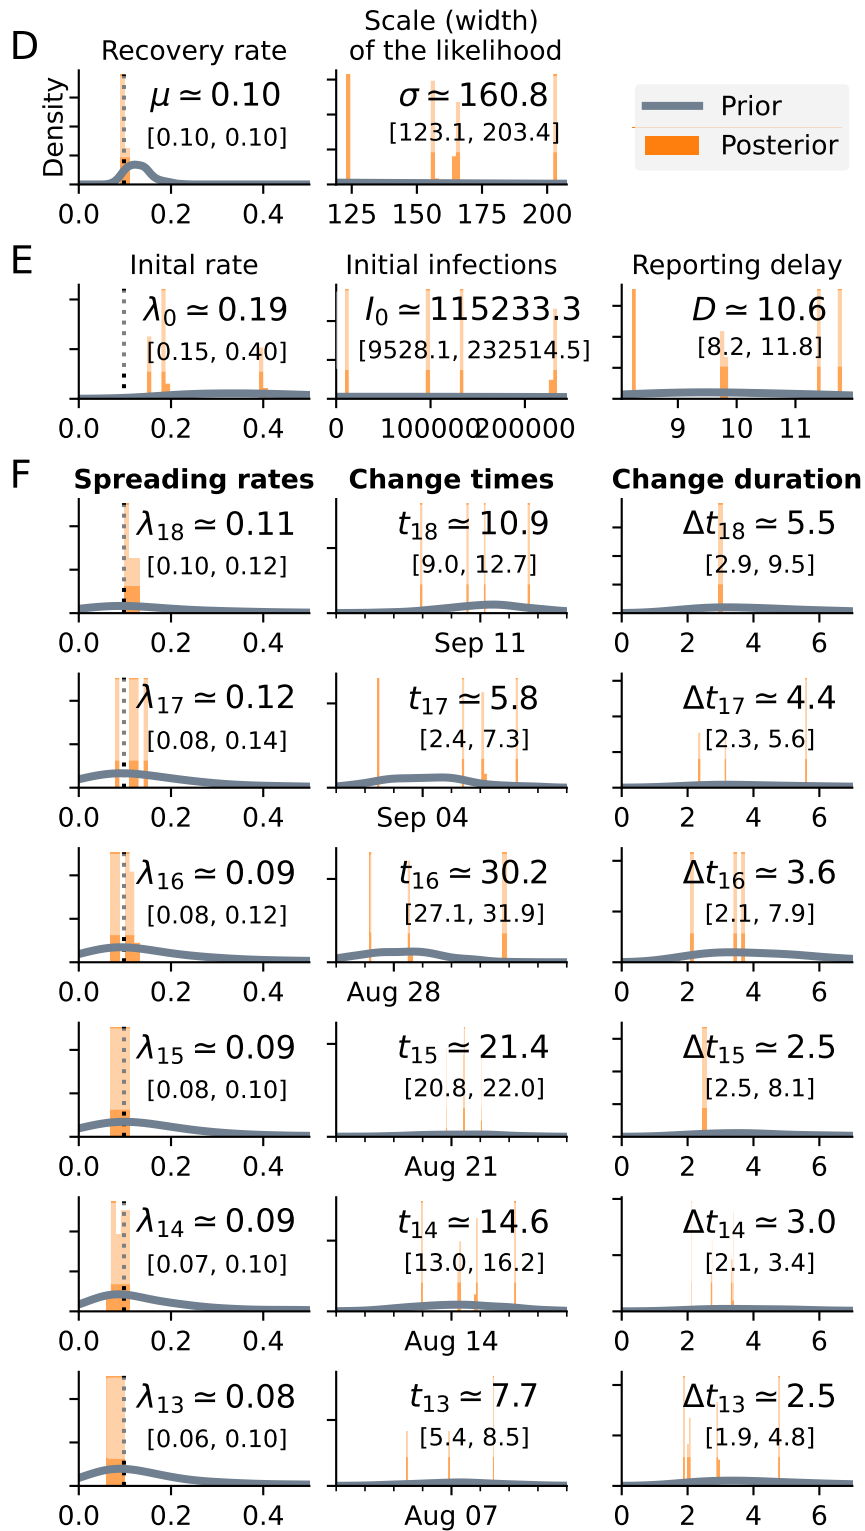 D
Recovery rate
Scale (width)
of the likelihood
Density
μ ≃ 0.10
[0.10, 0.10]
σ ≃ 160.8
[123.1, 203.4]
Prior
Posterior
0.0 0.2 0.4
125 150 175 200
E
Inital rate
Initial infections
Reporting delay
λ0 ≃ 0.19
[0.15, 0.40]
I0 ≃ 115233.3
[9528.1, 232514.5]
D ≃ 10.6
[8.2, 11.8]
0.0 0.2 0.4
0 100000 200000
9 10 11
F
Spreading rates
Change times
Change duration
λ18 ≃ 0.11
[0.10, 0.12]
t18 ≃ 10.9
[9.0, 12.7]
Δt18 ≃ 5.5
[2.9, 9.5]
0.0 0.2 0.4
Sep 11
0 2 4 6
λ17 ≃ 0.12
[0.08, 0.14]
t17 ≃ 5.8
[2.4, 7.3]
Δt17 ≃ 4.4
[2.3, 5.6]
0.0 0.2 0.4
Sep 04
0 2 4 6
λ16 ≃ 0.09
[0.08, 0.12]
t16 ≃ 30.2
[27.1, 31.9]
Δt16 ≃ 3.6
[2.1, 7.9]
0.0 0.2 0.4
Aug 28
0 2 4 6
λ15 ≃ 0.09
[0.08, 0.10]
t15 ≃ 21.4
[20.8, 22.0]
Δt15 ≃ 2.5
[2.5, 8.1]
0.0 0.2 0.4
Aug 21
0 2 4 6
λ14 ≃ 0.09
[0.07, 0.10]
t14 ≃ 14.6
[13.0, 16.2]
Δt14 ≃ 3.0
[2.1, 3.4]
0.0 0.2 0.4
Aug 14
0 2 4 6
λ13 ≃ 0.08
[0.06, 0.10]
t13 ≃ 7.7
[5.4, 8.5]
Δt13 ≃ 2.5
[1.9, 4.8]
0.0 0.2 0.4
Aug 07
0 2 4 6